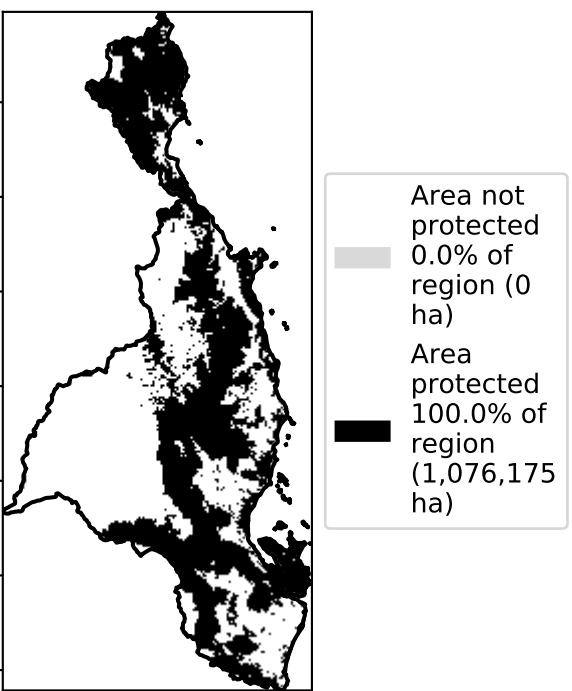 Area not
protected
0.0% of
region (0
ha)
Area
protected
100.0% of
region
(1,076,175
ha)